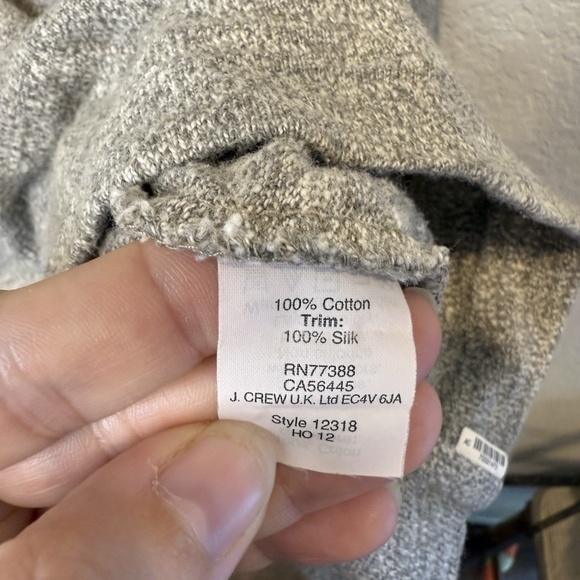 100% Cotton
Trim:
100% Silk
RN77388
CA56445
J. CREW U.K. Ltd EC4V 6JA
Style 12318
HO 12